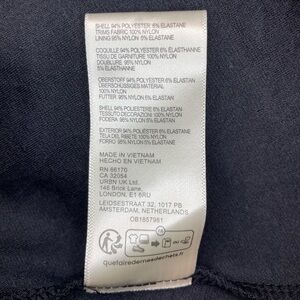 SHELL 94% POLYESTER 6% ELASTANE
TRIMS FABRIC 100% NYLON
LINING 95% NYLON 5% ELASTANE
COQUILLE 94% POLYESTER 6% ÉLASTHANNE
TISSU DE GARNITURE 100% NYLON
DOUBLURE 95% NYLON
5% ÉLASTHANNE
OBERSTOFF 94% POLYESTER 6% ELASTAN
ÜBERSCHÜSSIGES MATERIAL
100% NYLON
FUTTER 95% NYLON 5% ELASTAN
SHELL 94% POLIESTERE 6% ELASTAN
TESSUTO DECORAZIONI 100% NYLON
FODERA 95% NYLON 5% ELASTAN
EXTERIOR 94% POLIÉSTER 6% ELASTANO
TELA DEL RIBETE 100% NYLON
FORRO 95% NYLON 5% ELASTANO
MADE IN VIETNAM
HECHO EN VIETNAM
RN 66170
CA 32054
URBN UK Ltd.
146 Brick Lane,
LONDON, E1 6RU
LEIDSESTRAAT 32, 1017 PB
AMSTERDAM, NETHERLANDS
OB1857981
FR
quefairedemesdechets.fr